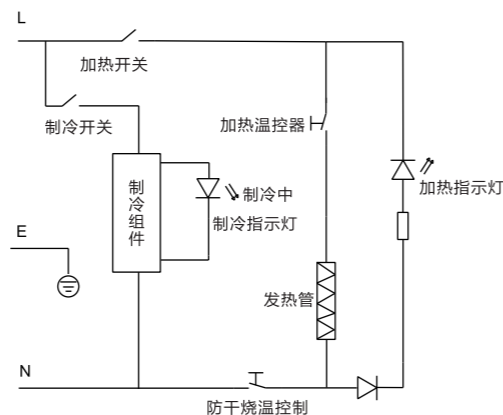 L
加热开关
制冷开关
加热温控器
制冷组件
制冷中
制冷指示灯
加热指示灯
E
发热管
N
防干烧温控制